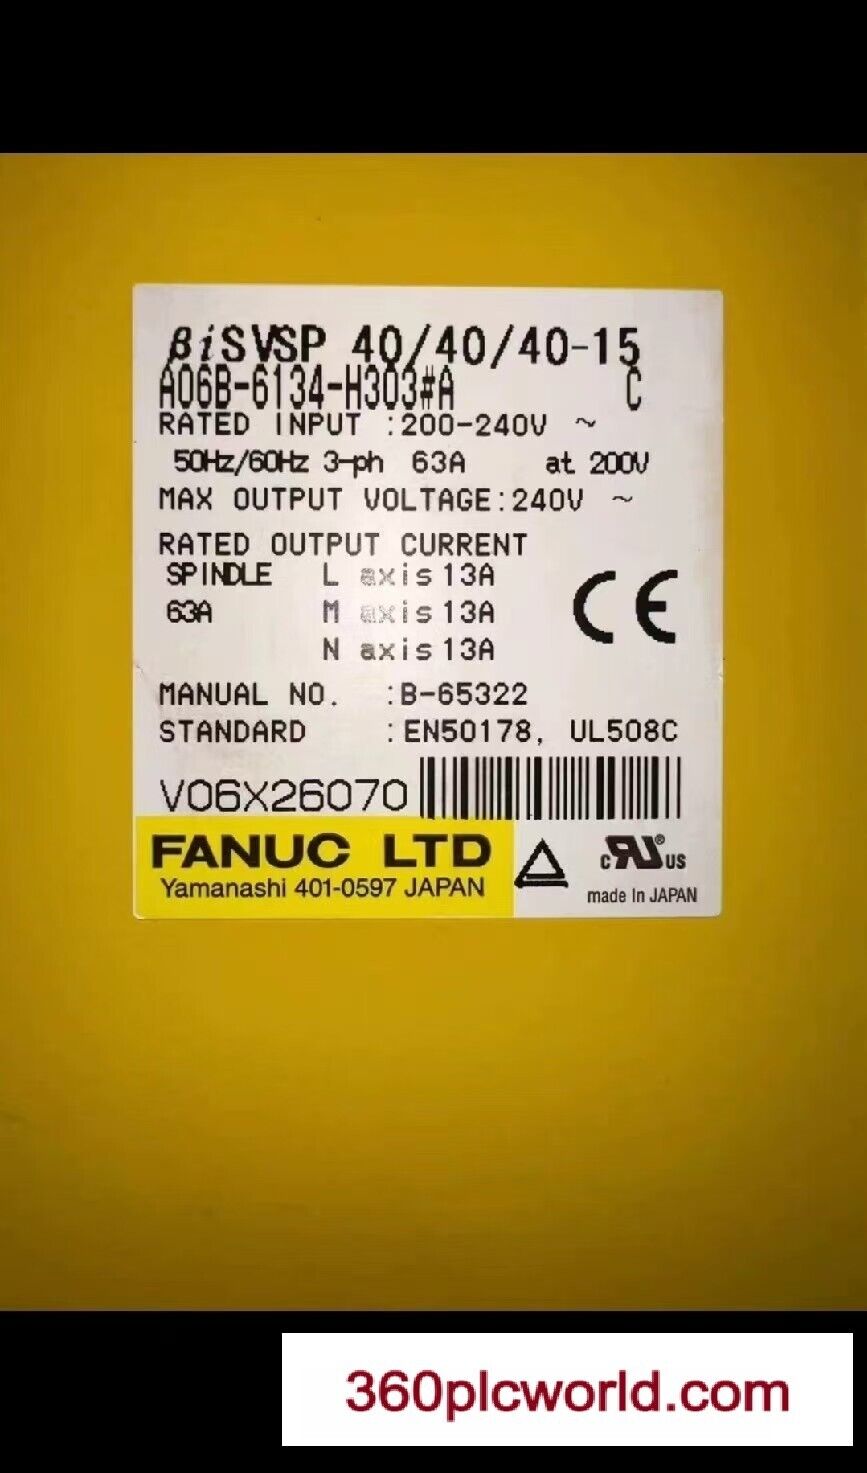 βiSVSP 40/40/40-15
A06B-6134-H303#A C
RATED INPUT :200-240V ~
50Hz/60Hz 3-ph 63A at 200V
MAX OUTPUT VOLTAGE:240V ~
RATED OUTPUT CURRENT
SPINDLE L axis 13A
63A M axis 13A
N axis 13A
CE
MANUAL NO. :B-65322
STANDARD :EN50178, UL508C
V06X26070
FANUC LTD
Yamanashi 401-0597 JAPAN
c RU ® US
made In JAPAN
360plcworld.com